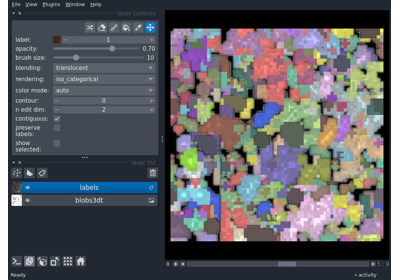 File View Plugins Window Help
layer controls
label: 1
opacity: 0.70
brush size: 10
blending: translucent
rendering: iso_categorical
color mode: auto
contour: 0
n edit dim: 2
contiguous:
preserve
labels:
show
selected:
layer list
labels
blobs3dt
Ready
activity